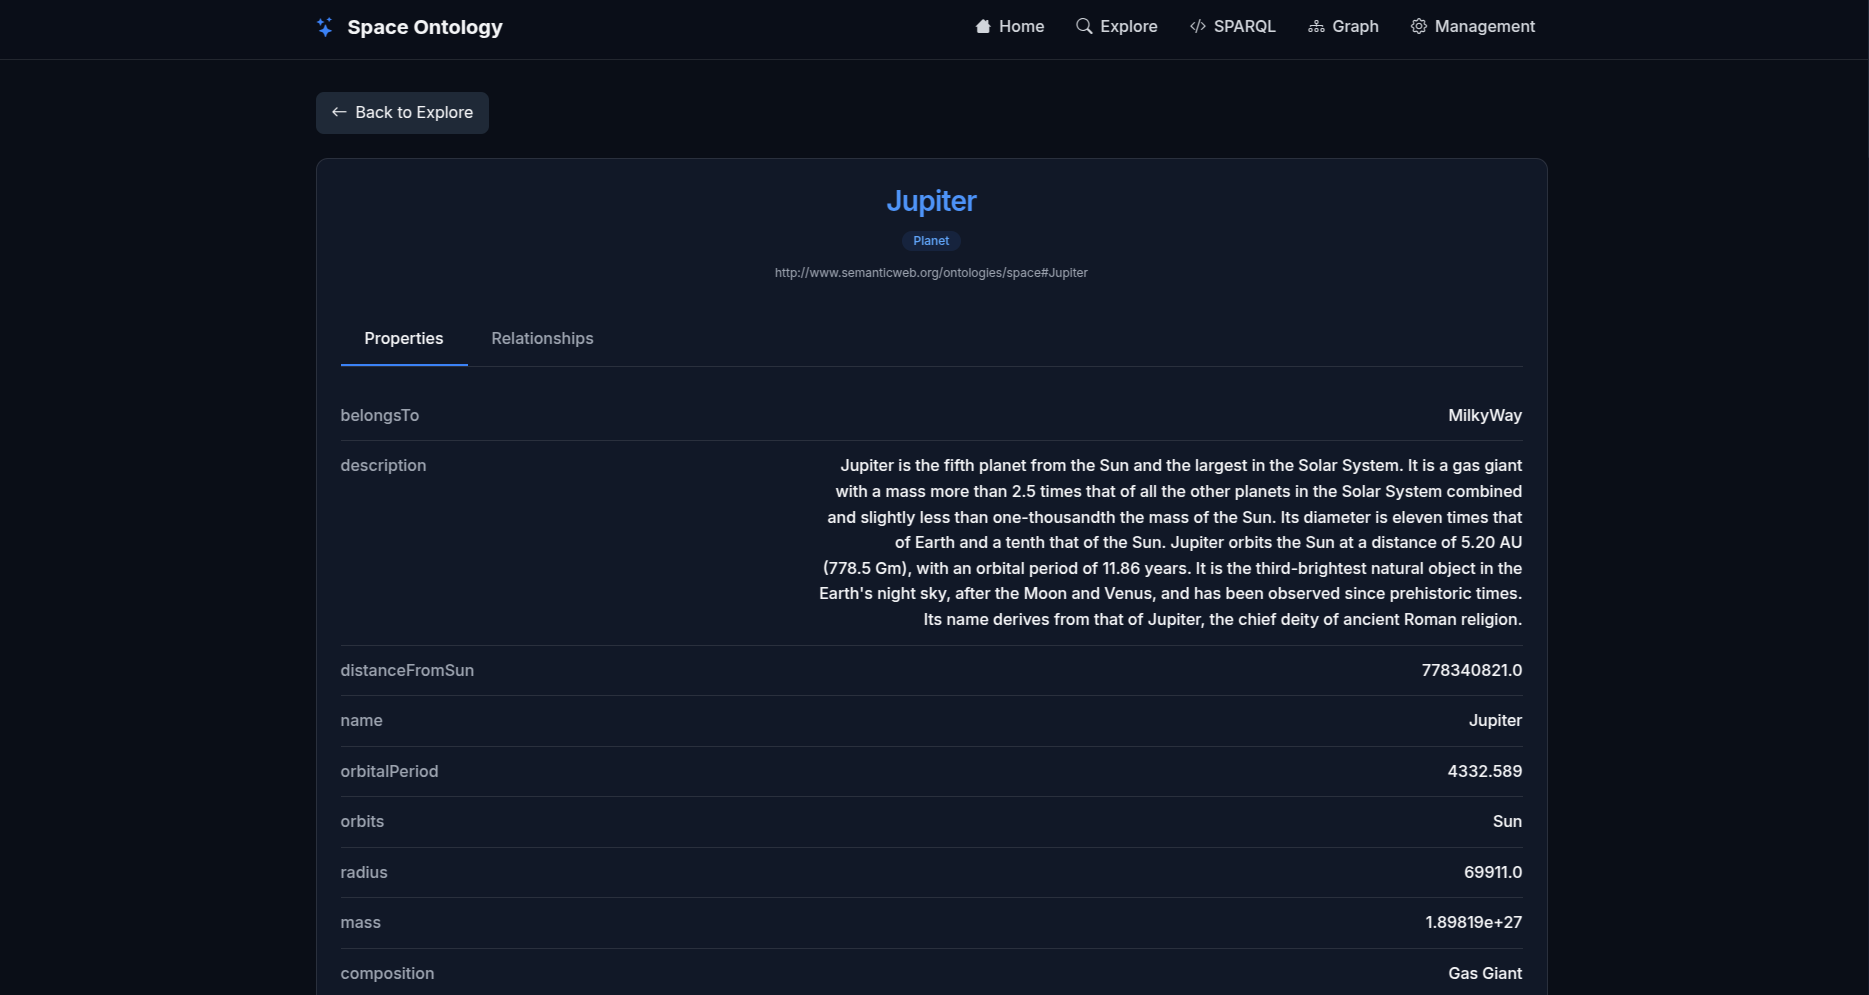 Space Ontology
Home
Explore
SPARQL
Graph
Management
Back to Explore
Jupiter
Planet
http://www.semanticweb.org/ontologies/space#Jupiter
Properties
Relationships
belongsTo
MilkyWay
description
Jupiter is the fifth planet from the Sun and the largest in the Solar System. It is a gas giant
with a mass more than 2.5 times that of all the other planets in the Solar System combined
and slightly less than one-thousandth the mass of the Sun. Its diameter is eleven times that
of Earth and a tenth that of the Sun. Jupiter orbits the Sun at a distance of 5.20 AU
(778.5 Gm), with an orbital period of 11.86 years. It is the third-brightest natural object in the
Earth's night sky, after the Moon and Venus, and has been observed since prehistoric times.
Its name derives from that of Jupiter, the chief deity of ancient Roman religion.
distanceFromSun
778340821.0
name
Jupiter
orbitalPeriod
4332.589
orbits
Sun
radius
69911.0
mass
1.89819e+27
composition
Gas Giant